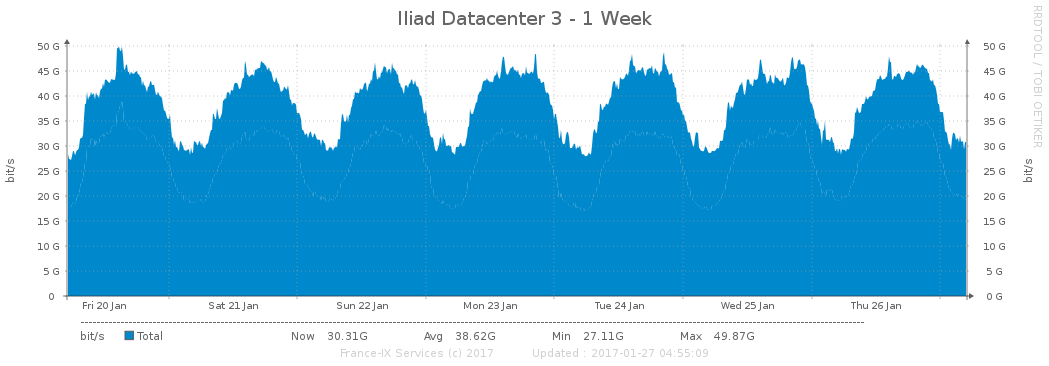 Iliad Datacenter 3 - 1 Week
RRDTOOL / TOBI OETIKER
50 G 50 G
45 G 45 G
40 G 40 G
35 G 35 G
30 G 30 G
25 G 25 G
20 G 20 G
15 G 15 G
10 G 10 G
5 G 5 G
0 0 G
bit/s bit/s
Fri 20 Jan Sat 21 Jan Sun 22 Jan Mon 23 Jan Tue 24 Jan Wed 25 Jan Thu 26 Jan
bit/s Total Now 30.31G Avg 38.62G Min 27.11G Max 49.87G
France-IX Services (c) 2017 Updated : 2017-01-27 04:55:09